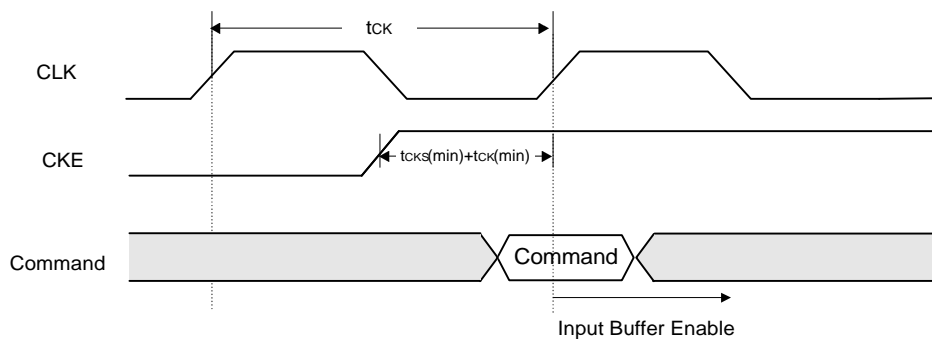 tCK
CLK
CKE
tCKS(min)+tCK(min)
Command
Command
Input Buffer Enable